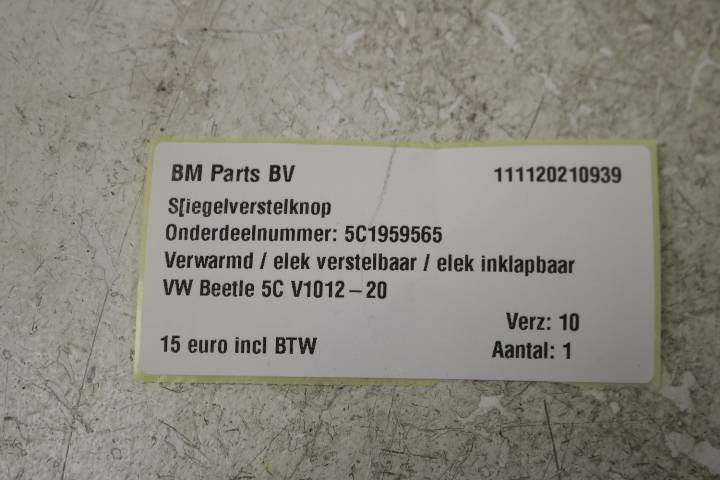 BM Parts BV 111120210939
S[iegelverstelknop
Onderdeelnummer: 5C1959565
Verwarmd / elek verstelbaar / elek inklapbaar
VW Beetle 5C V1012-20
Verz: 10
15 euro incl BTW Aantal: 1